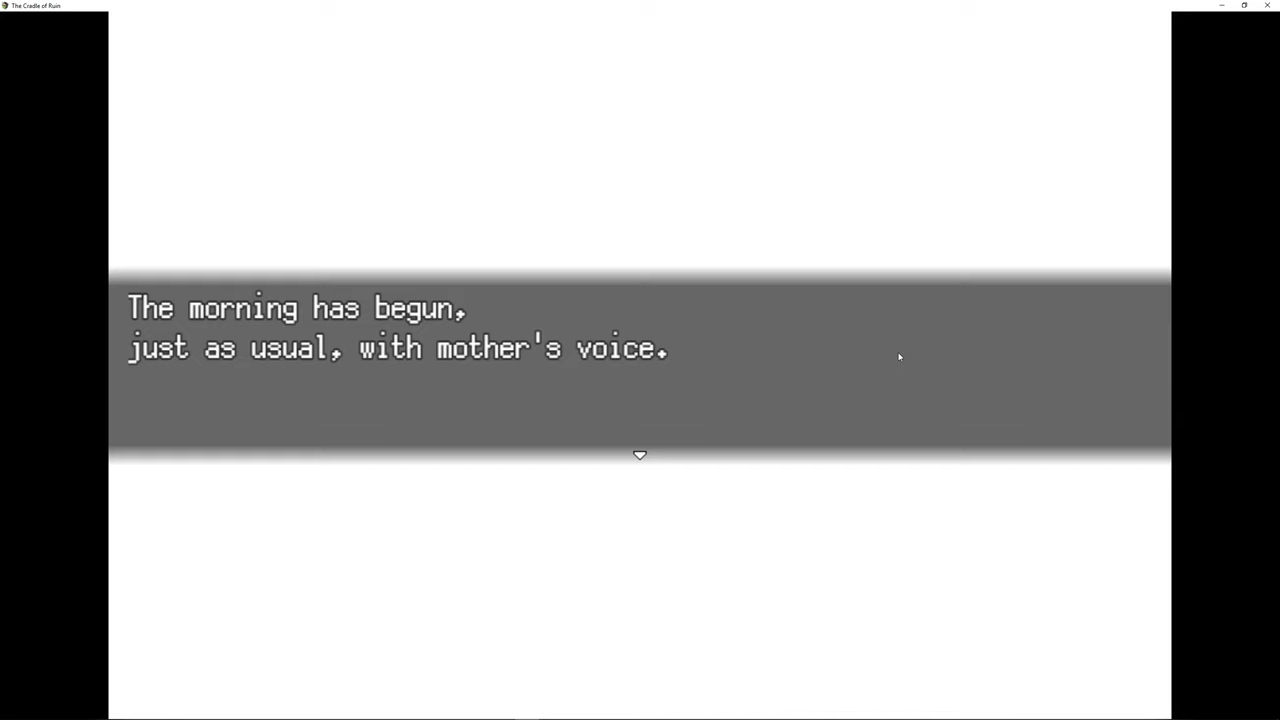 The Cradle of Ruin
The morning has begun,
just as usual, with mother's voice.